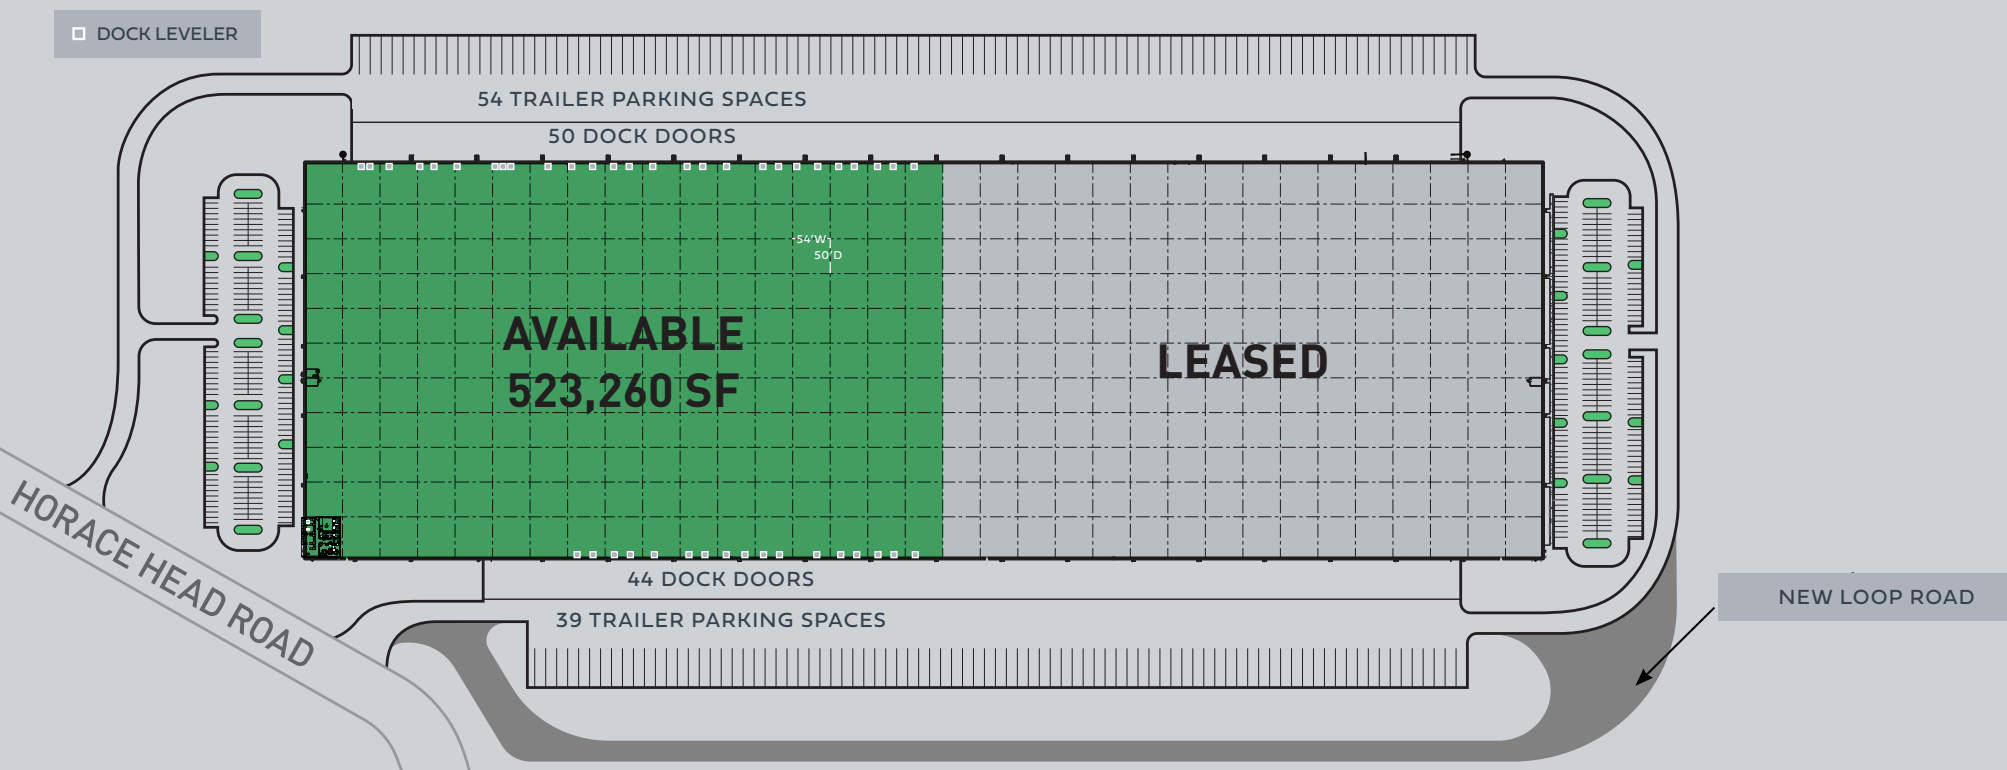 DOCK LEVELER
54 TRAILER PARKING SPACES
50 DOCK DOORS
54'W
50'D
AVAILABLE
523,260 SF
LEASED
HORACE HEAD ROAD
44 DOCK DOORS
39 TRAILER PARKING SPACES
NEW LOOP ROAD